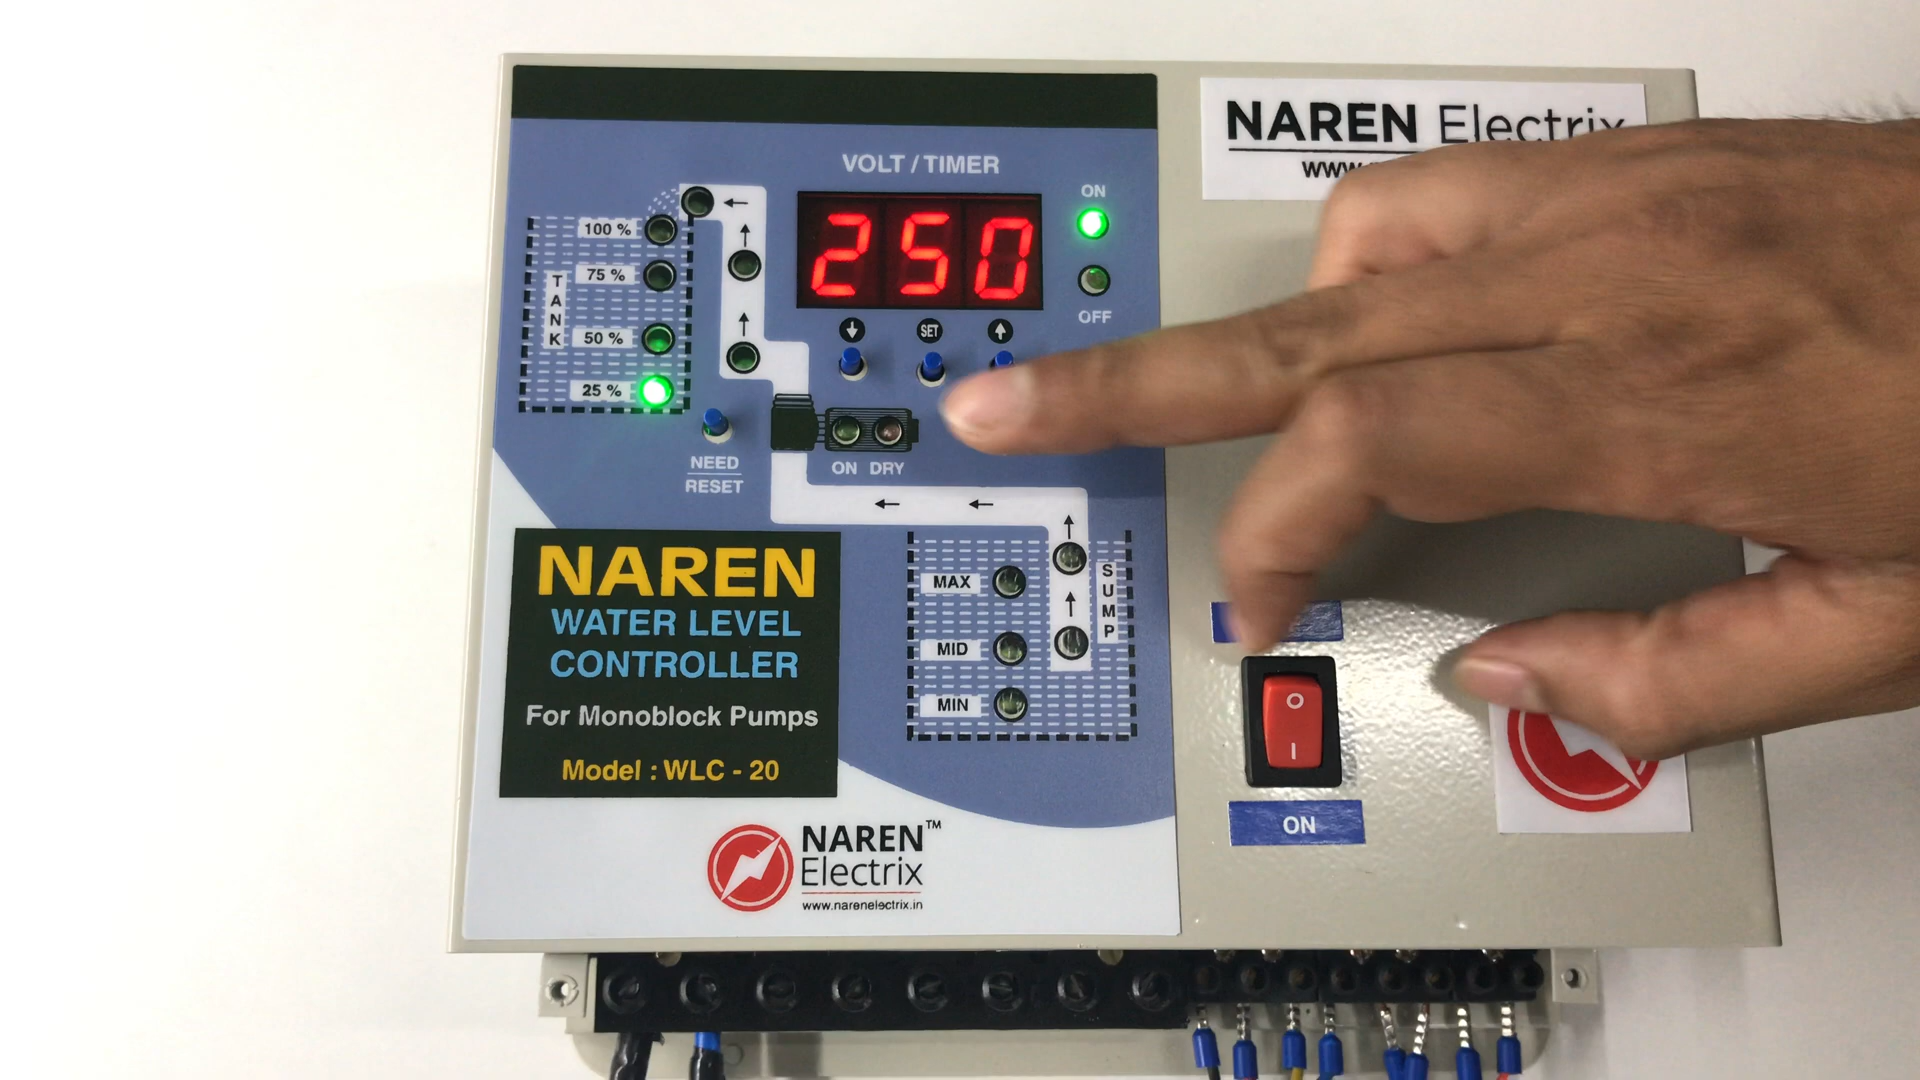 VOLT / TIMER
250
ON
OFF
SET
100 %
75 %
50 %
25 %
TANK
NEED
RESET
ON DRY
MAX
MID
MIN
SUMP
NAREN
WATER LEVEL
CONTROLLER
For Monoblock Pumps
Model : WLC - 20
NAREN™
Electrix
www.narenelectrix.in
NAREN Electrix
O
I
ON